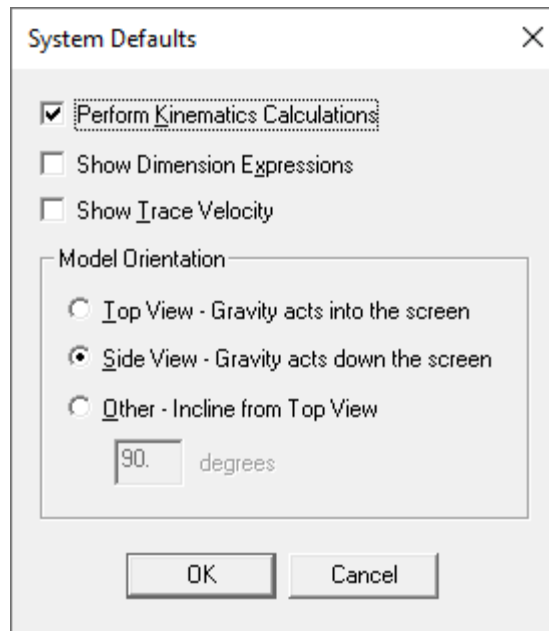 System Defaults
Perform Kinematics Calculations
Show Dimension Expressions
Show Trace Velocity
Model Orientation
Top View - Gravity acts into the screen
Side View - Gravity acts down the screen
Other - Incline from Top View
90. degrees
OK Cancel